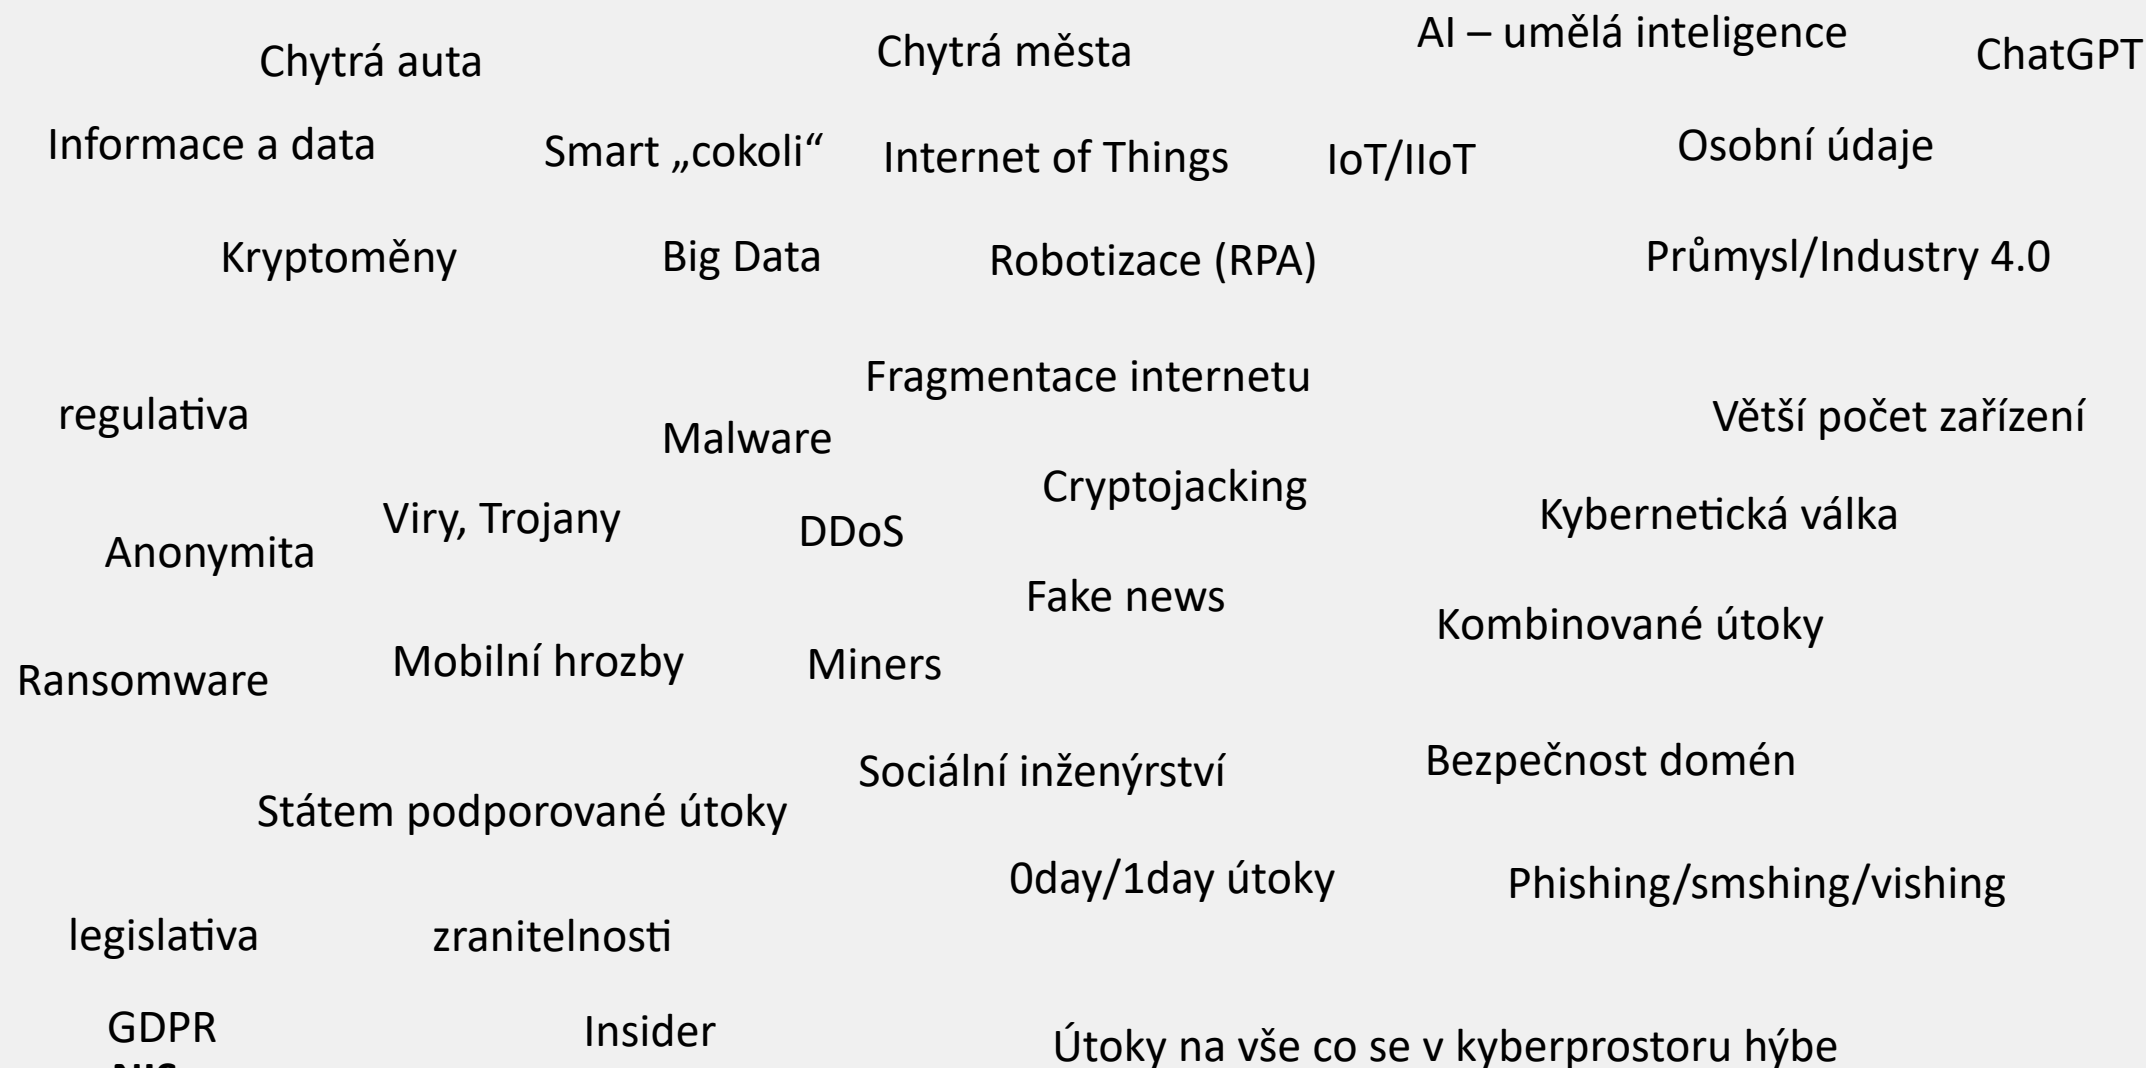 AI – umělá inteligence
Chytrá auta
Chytrá města
ChatGPT
Informace a data
Smart „cokoli“
Internet of Things
IoT/IIoT
Osobní údaje
Kryptoměny
Big Data
Robotizace (RPA)
Průmysl/Industry 4.0
Fragmentace internetu
regulativa
Malware
Větší počet zařízení
Cryptojacking
Viry, Trojany
DDoS
Kybernetická válka
Anonymita
Fake news
Kombinované útoky
Ransomware
Mobilní hrozby
Miners
Sociální inženýrství
Bezpečnost domén
Státem podporované útoky
0day/1day útoky
Phishing/smshing/vishing
legislativa
zranitelnosti
GDPR
Insider
Útoky na vše co se v kyberprostoru hýbe